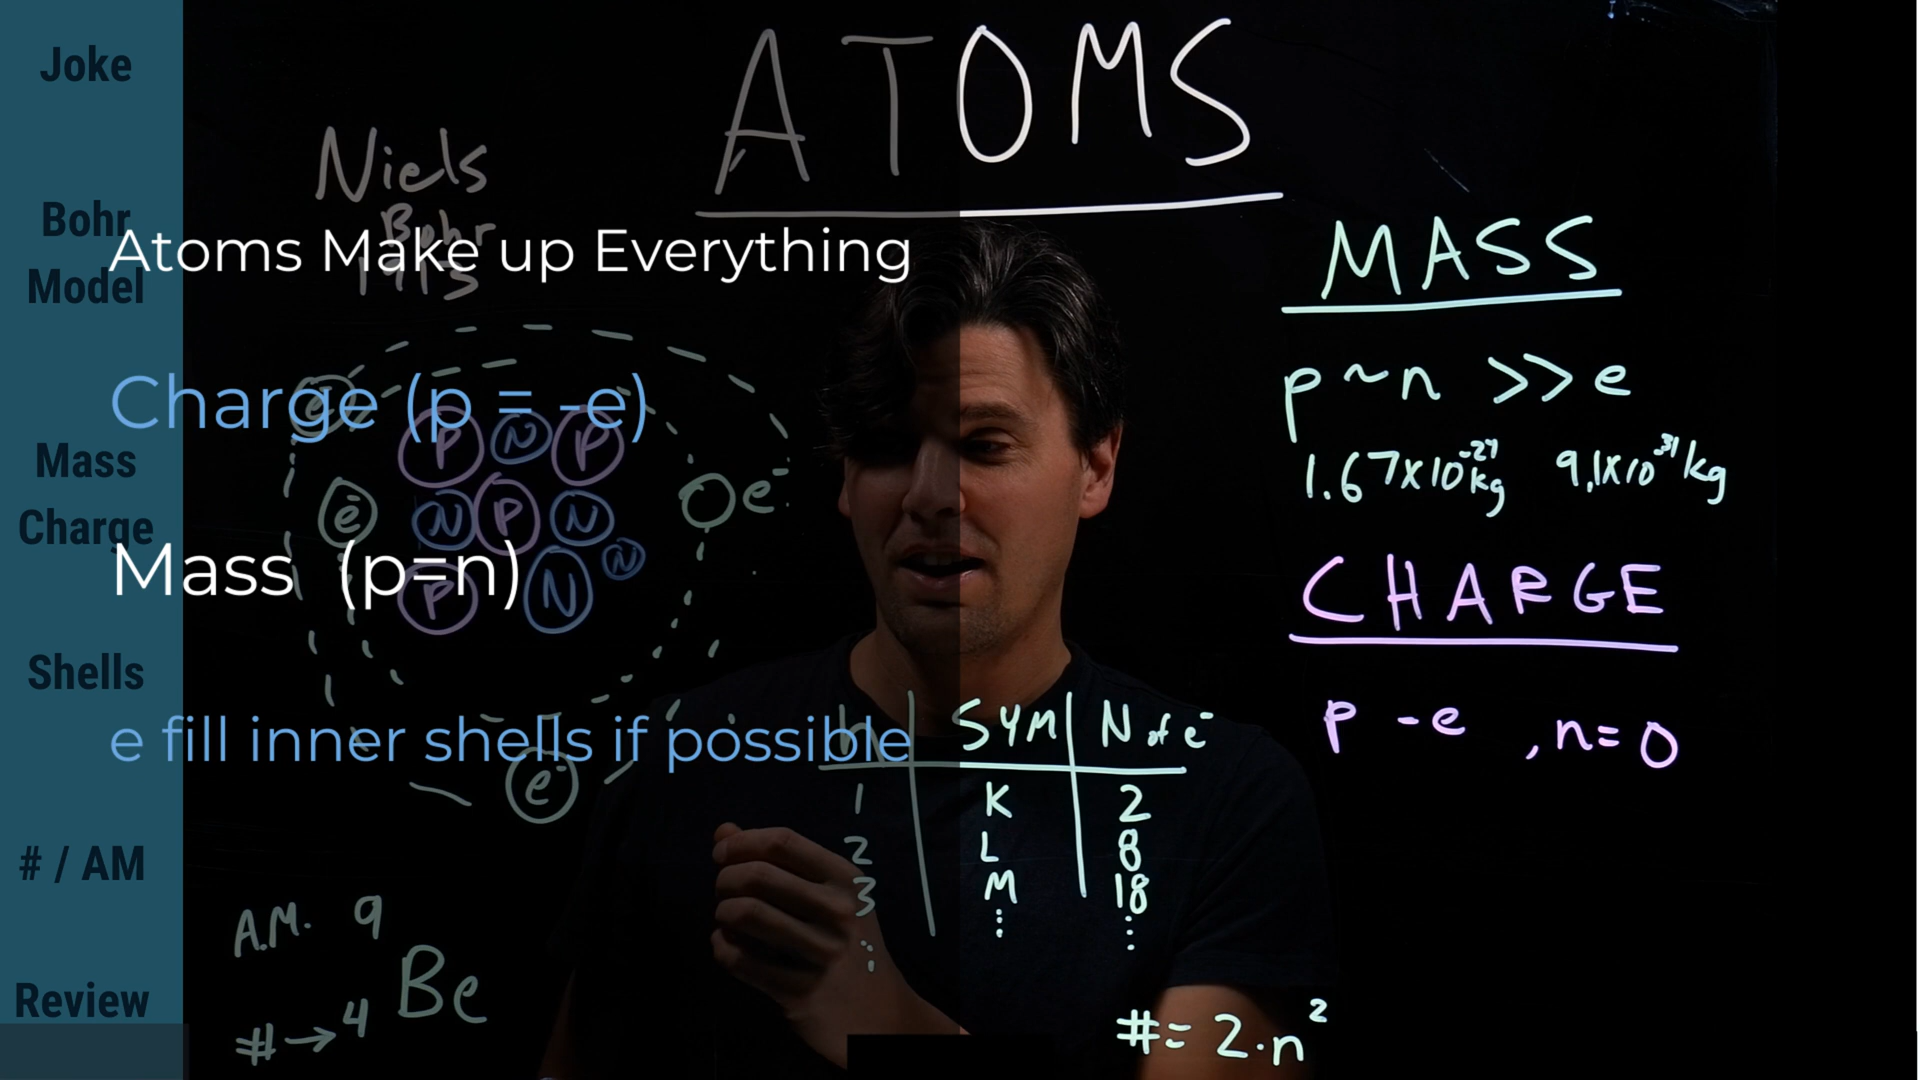 Joke
Bohr
Model
Mass
Charge
Shells
# / AM
Review
ATOMS
Niels
Bohr
1913
Atoms Make up Everything
Charge (p = -e)
Mass (p=n)
e fill inner shells if possible
e⁻
P N P
e⁻ N P N O e⁻
N
P N
e⁻
A.M. 9
Be
#→4
MASS
p~n >>e
1.67x10⁻²⁷kg 9.1x10⁻³¹kg
CHARGE
p -e , n=0
n | SYM | N of e⁻
1 K 2
2 L 8
3 M 18
⋮ ⋮ ⋮
#= 2·n²